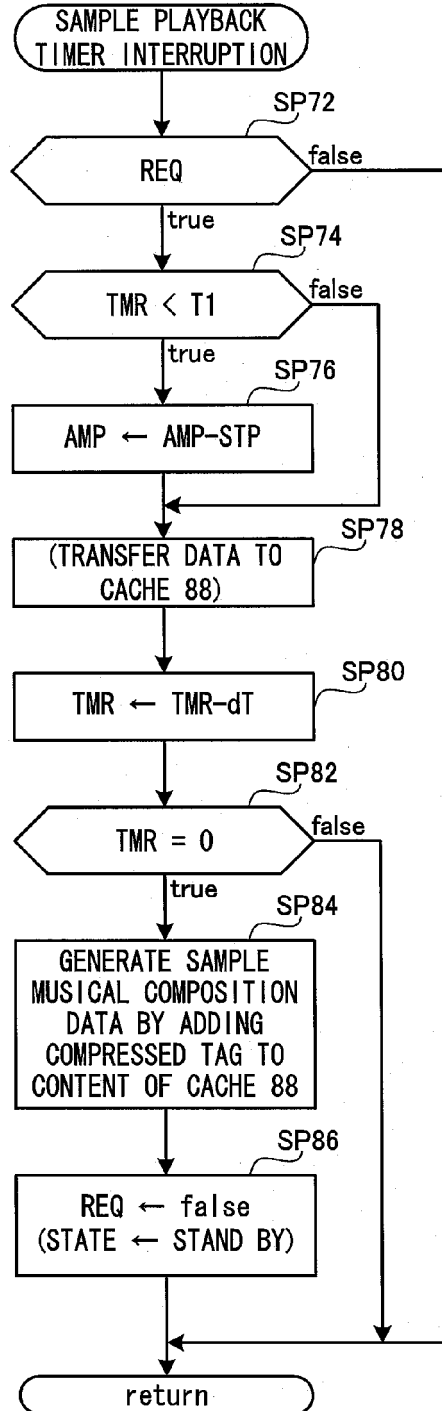 SAMPLE PLAYBACK
TIMER INTERRUPTION
SP72
REQ
false
true
SP74
TMR < T1
false
true
SP76
AMP ← AMP-STP
SP78
(TRANSFER DATA TO
CACHE 88)
SP80
TMR ← TMR-dT
SP82
TMR = 0
false
true
SP84
GENERATE SAMPLE
MUSICAL COMPOSITION
DATA BY ADDING
COMPRESSED TAG TO
CONTENT OF CACHE 88
SP86
REQ ← false
(STATE ← STAND BY)
return